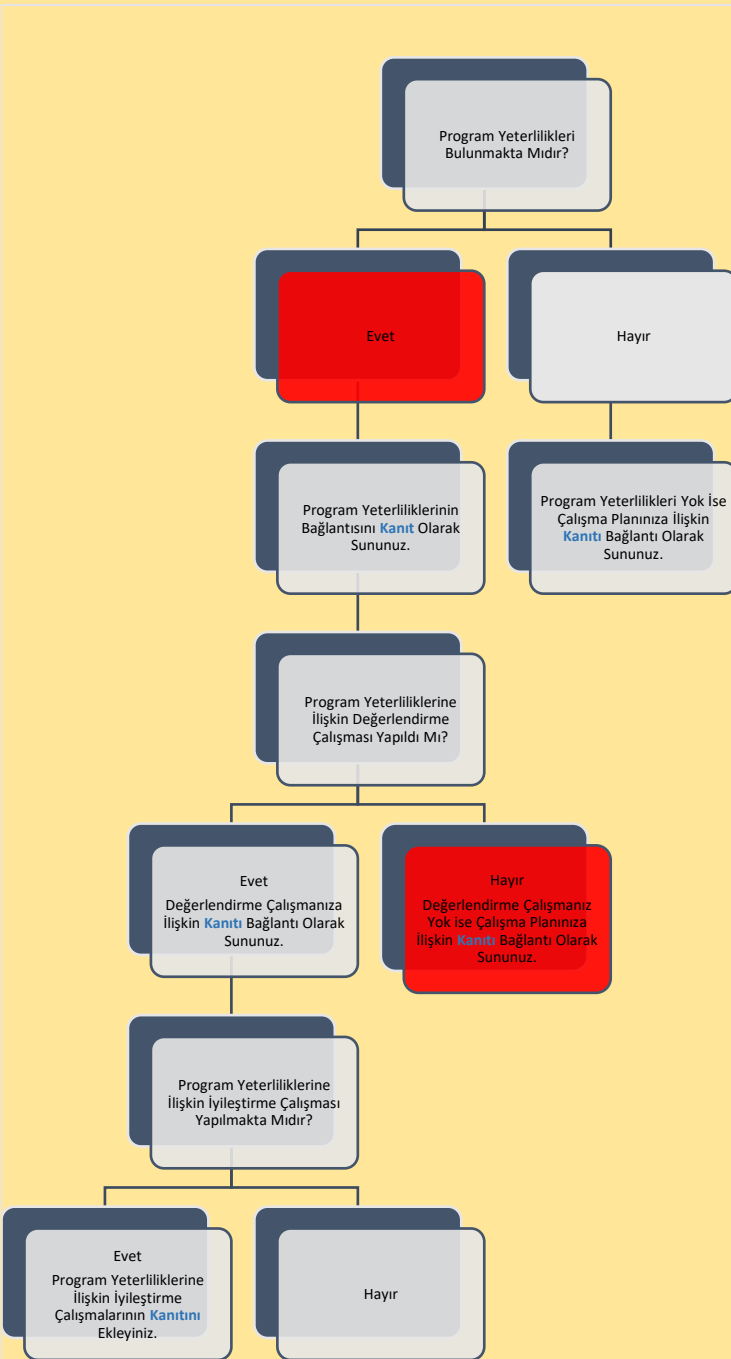 Program Yeterlilikleri
Bulunmakta Mıdır?
Evet
Hayır
Program Yeterliliklerinin
Bağlantısını Kanıt Olarak
Sununuz.
Program Yeterlilikleri Yok İse
Çalışma Planınıza İlişkin
Kanıtı Bağlantı Olarak
Sununuz.
Program Yeterliliklerine
İlişkin Değerlendirme
Çalışması Yapıldı Mı?
Evet
Değerlendirme Çalışmanıza
İlişkin Kanıtı Bağlantı Olarak
Sununuz.
Hayır
Değerlendirme Çalışmanız
Yok ise Çalışma Planınıza
İlişkin Kanıtı Bağlantı Olarak
Sununuz.
Program Yeterliliklerine
İlişkin İyileştirme Çalışması
Yapılmakta Mıdır?
Evet
Program Yeterliliklerine
İlişkin İyileştirme
Çalışmalarının Kanıtını
Ekleyiniz.
Hayır